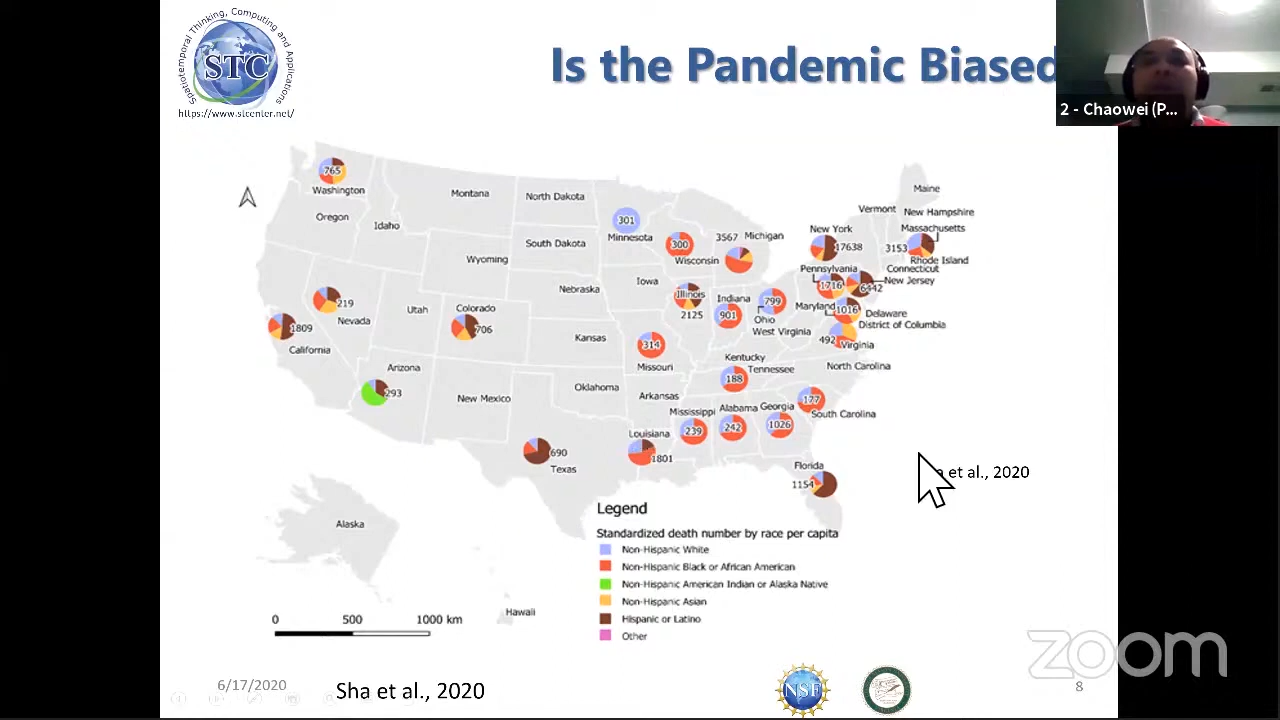 Spatiotemporal Thinking, Computing and Applications
STC
https://www.stcenter.net/
Is the Pandemic Biased
2 - Chaowei (P...
765
Washington
Montana
North Dakota
Maine
Oregon
Idaho
301
Minnesota
Vermont
New Hampshire
Massachusetts
3567
Michigan
New York
South Dakota
300
Wisconsin
17638
3153
Rhode Island
Wyoming
Pennsylvania
Connecticut
1716
New Jersey
6442
Iowa
Nebraska
Illinois
2125
Indiana
901
799
Ohio
Maryland
1016
Delaware
District of Columbia
219
Nevada
Utah
Colorado
706
West Virginia
492
Virginia
1809
California
Kansas
314
Missouri
Kentucky
Tennessee
188
North Carolina
Arizona
293
New Mexico
Oklahoma
Arkansas
Mississippi
239
Alabama
242
Georgia
1026
177
South Carolina
Louisiana
1801
690
Texas
Florida
1154
et al., 2020
Alaska
Hawaii
Legend
Standardized death number by race per capita
Non-Hispanic White
Non-Hispanic Black or African American
Non-Hispanic American Indian or Alaska Native
Non-Hispanic Asian
Hispanic or Latino
Other
0 500 1000 km
6/17/2020
Sha et al., 2020
NSF
8
zoom